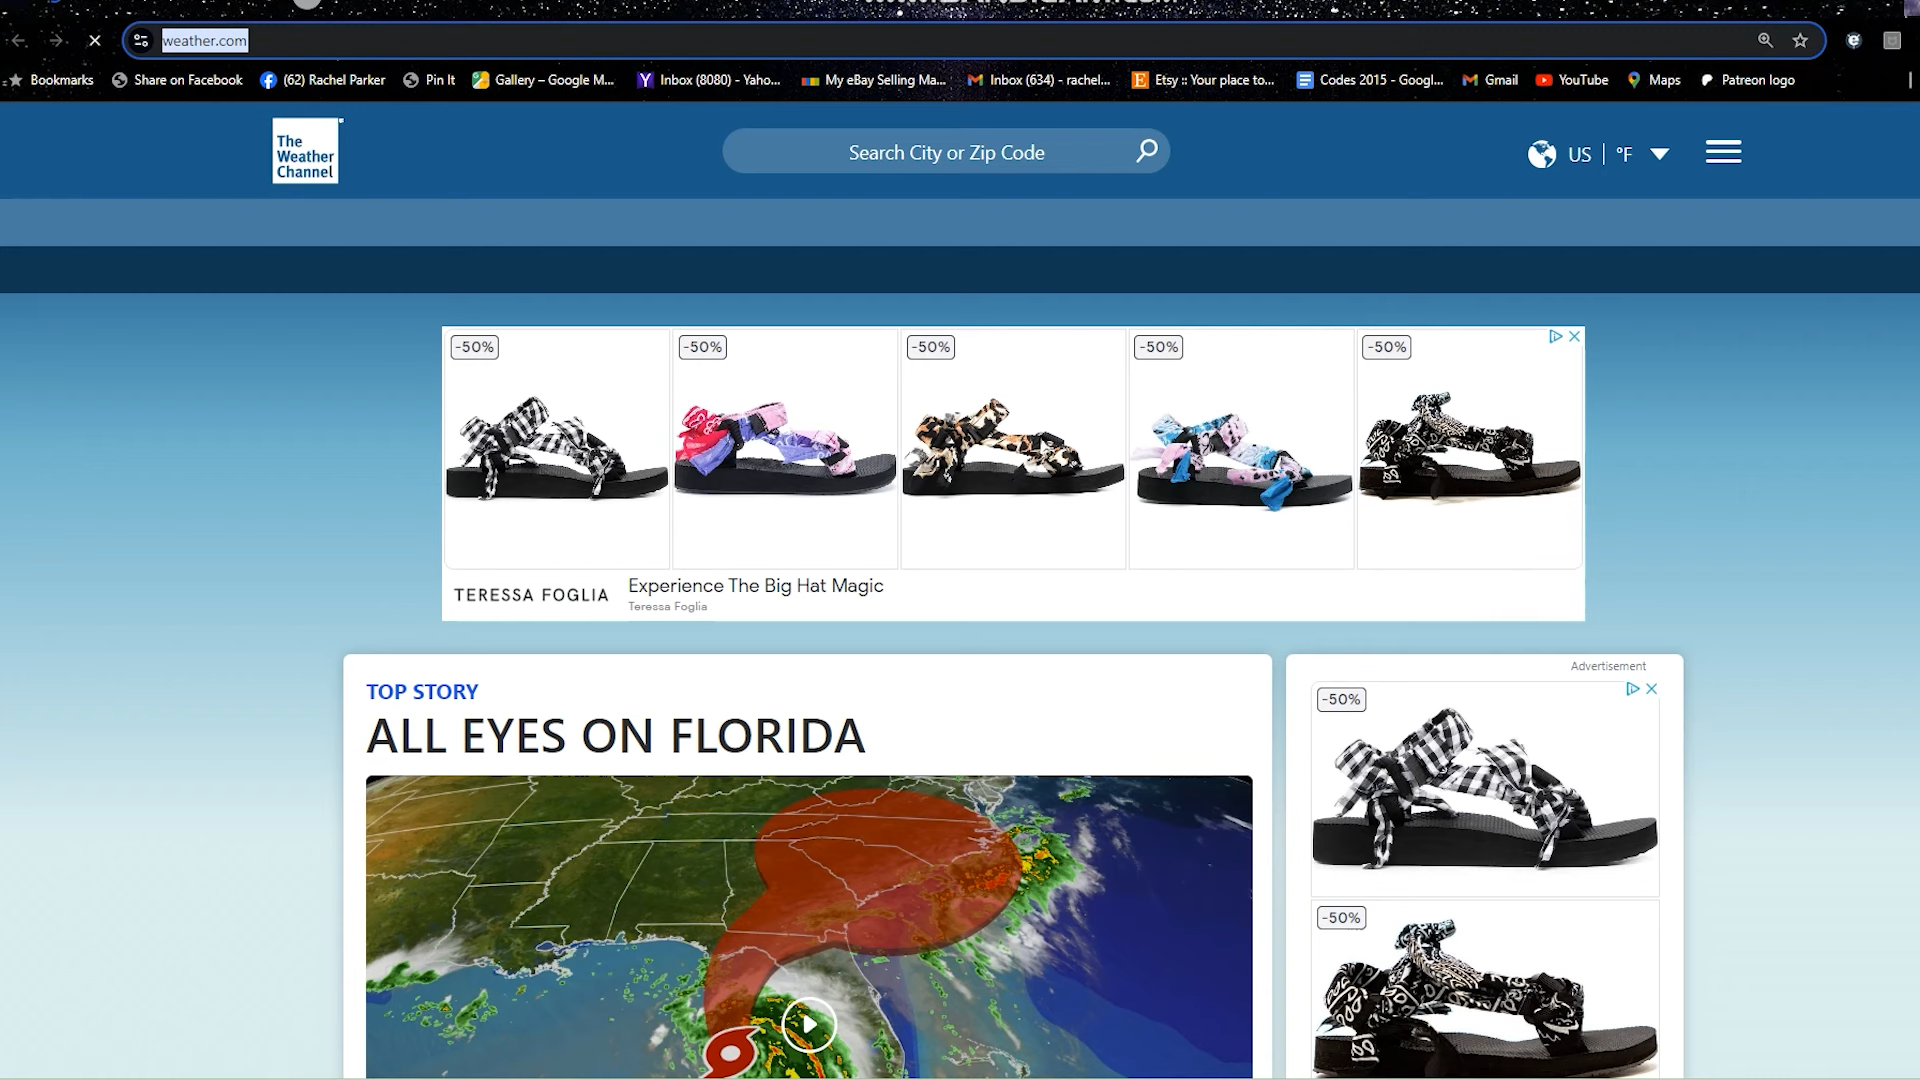 weather.com
Bookmarks
Share on Facebook
(62) Rachel Parker
Pin It
Gallery – Google M...
Inbox (8080) - Yaho...
My eBay Selling Ma...
Inbox (634) - rachel...
Etsy :: Your place to...
Codes 2015 - Googl...
Gmail
YouTube
Maps
Patreon logo
The
Weather
Channel
Search City or Zip Code
US
°F
-50%
-50%
-50%
-50%
-50%
TERESSA FOGLIA
Experience The Big Hat Magic
Teressa Foglia
TOP STORY
ALL EYES ON FLORIDA
Advertisement
-50%
-50%